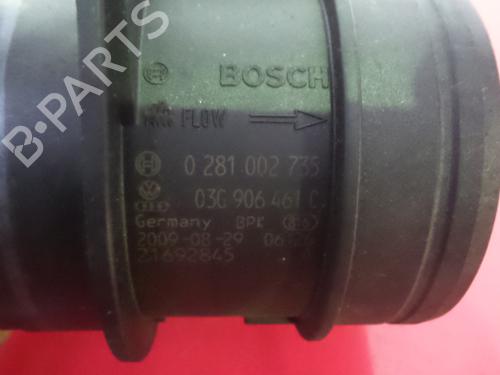 BOSCH
FLOW
0 281 002 735
03G 906 461 C
Germany BPK
2009-08-29
21692845
B-PARTS